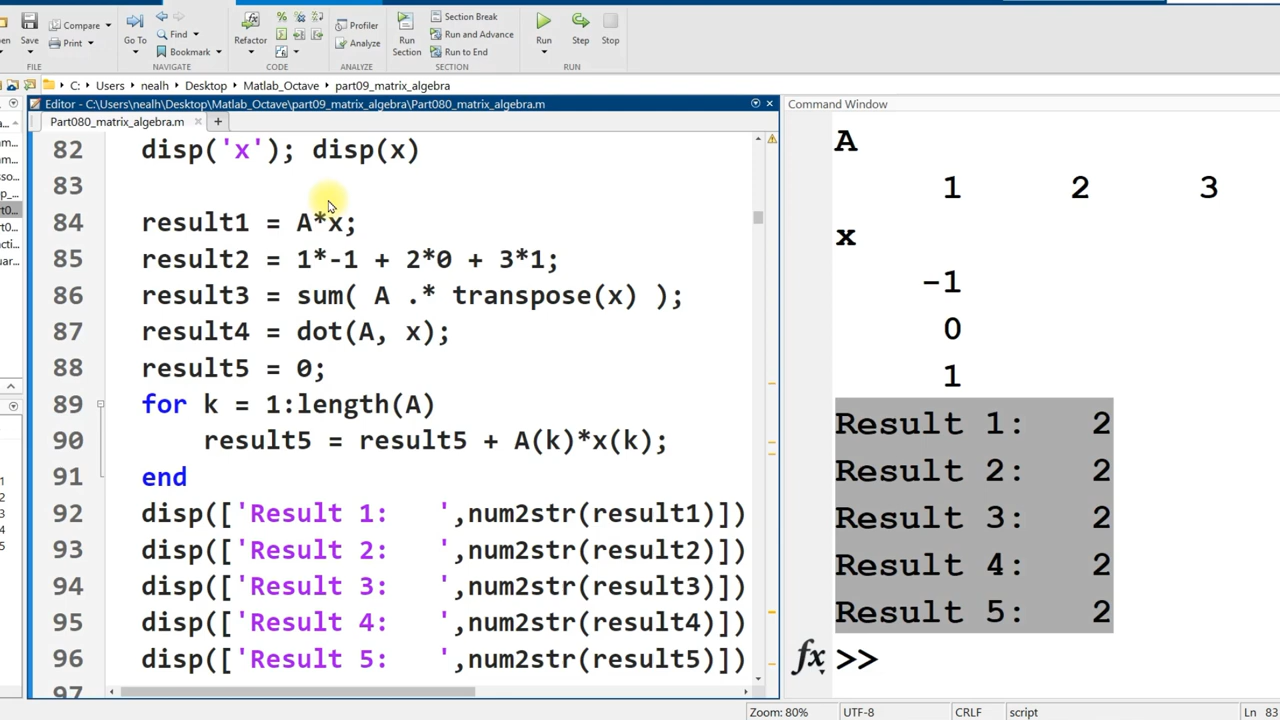 Compare
Find
Profiler
Section Break
en
Save
Print
Go To
Bookmark
Refactor
Analyze
Run Section
Run and Advance
Run to End
Run
Step
Stop
FILE
NAVIGATE
CODE
ANALYZE
SECTION
RUN
C: Users nealh Desktop Matlab_Octave part09_matrix_algebra
Editor - C:\Users\nealh\Desktop\Matlab_Octave\part09_matrix_algebra\Part080_matrix_algebra.m
Part080_matrix_algebra.m +
82 disp('x'); disp(x)
83
84 result1 = A*x;
85 result2 = 1*-1 + 2*0 + 3*1;
86 result3 = sum( A .* transpose(x) );
87 result4 = dot(A, x);
88 result5 = 0;
89 for k = 1:length(A)
90 result5 = result5 + A(k)*x(k);
91 end
92 disp(['Result 1:    ',num2str(result1)])
93 disp(['Result 2:    ',num2str(result2)])
94 disp(['Result 3:    ',num2str(result3)])
95 disp(['Result 4:    ',num2str(result4)])
96 disp(['Result 5:    ',num2str(result5)])
97
Command Window
A
1 2 3
x
-1
0
1
Result 1:    2
Result 2:    2
Result 3:    2
Result 4:    2
Result 5:    2
fx >>
Zoom: 80% UTF-8 CRLF script Ln 83